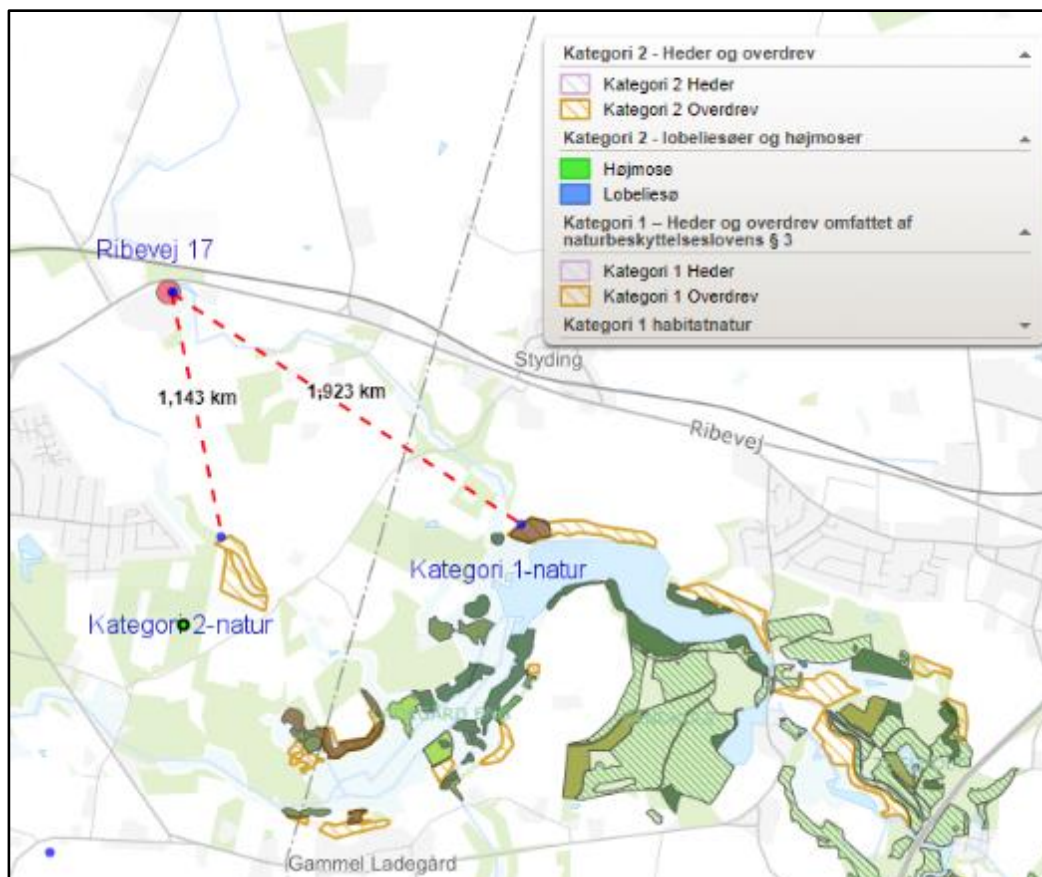 Kategori 2 - Heder og overdrev
Kategori 2 Heder
Kategori 2 Overdrev
Kategori 2 - lobeliesøer og højmoser
Højmose
Lobeliesø
Kategori 1 – Heder og overdrev omfattet af
naturbeskyttelseslovens § 3
Kategori 1 Heder
Kategori 1 Overdrev
Kategori 1 habitatnatur
Ribevej 17
Styding
1,143 km
1,923 km
Ribevej
Kategori 1-natur
Kategori 2-natur
Gammel Ladegård